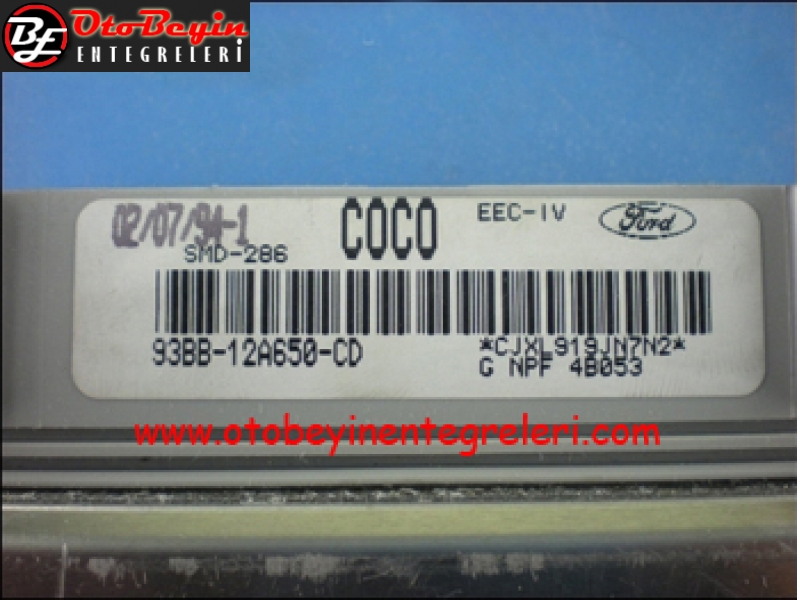 BE OtoBeyin
ENTEGRELERİ
02/07/94-1
SMD-286
COCO
EEC-IV
Ford
93BB-12A650-CD
*CJXL919JN7N2*
G NPF 4B053
www.otobeyinentegreleri.com